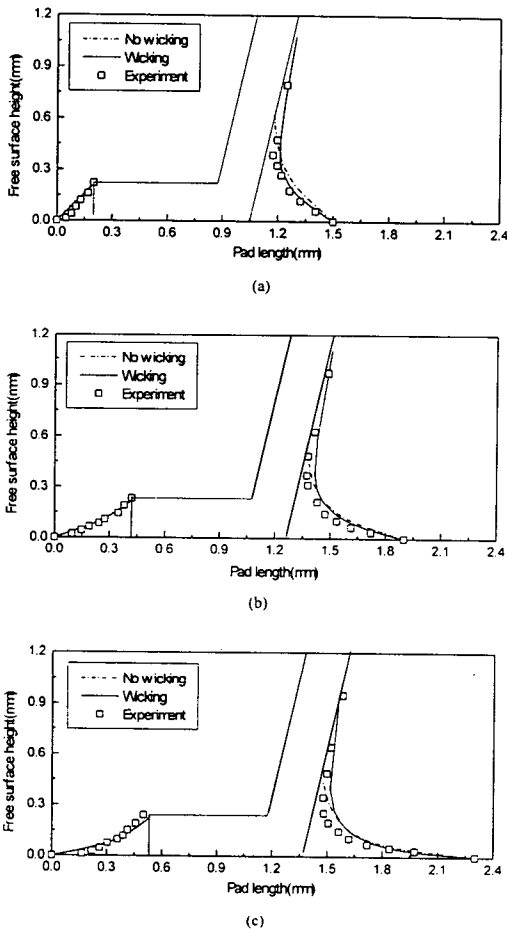 1.2
0.9
0.6
0.3
0.0
Free surface height(mm)
No wicking
Wicking
Experiment
0.0 0.3 0.6 0.9 1.2 1.5 1.8 2.1 2.4
Pad length(mm)
(a)
1.2
0.9
0.6
0.3
0.0
Free surface height(mm)
No wicking
Wicking
Experiment
0.0 0.3 0.6 0.9 1.2 1.5 1.8 2.1 2.4
Pad length(mm)
(b)
1.2
0.9
0.6
0.3
0.0
Free surface height(mm)
No wicking
Wicking
Experiment
0.0 0.3 0.6 0.9 1.2 1.5 1.8 2.1 2.4
Pad length(mm)
(c)